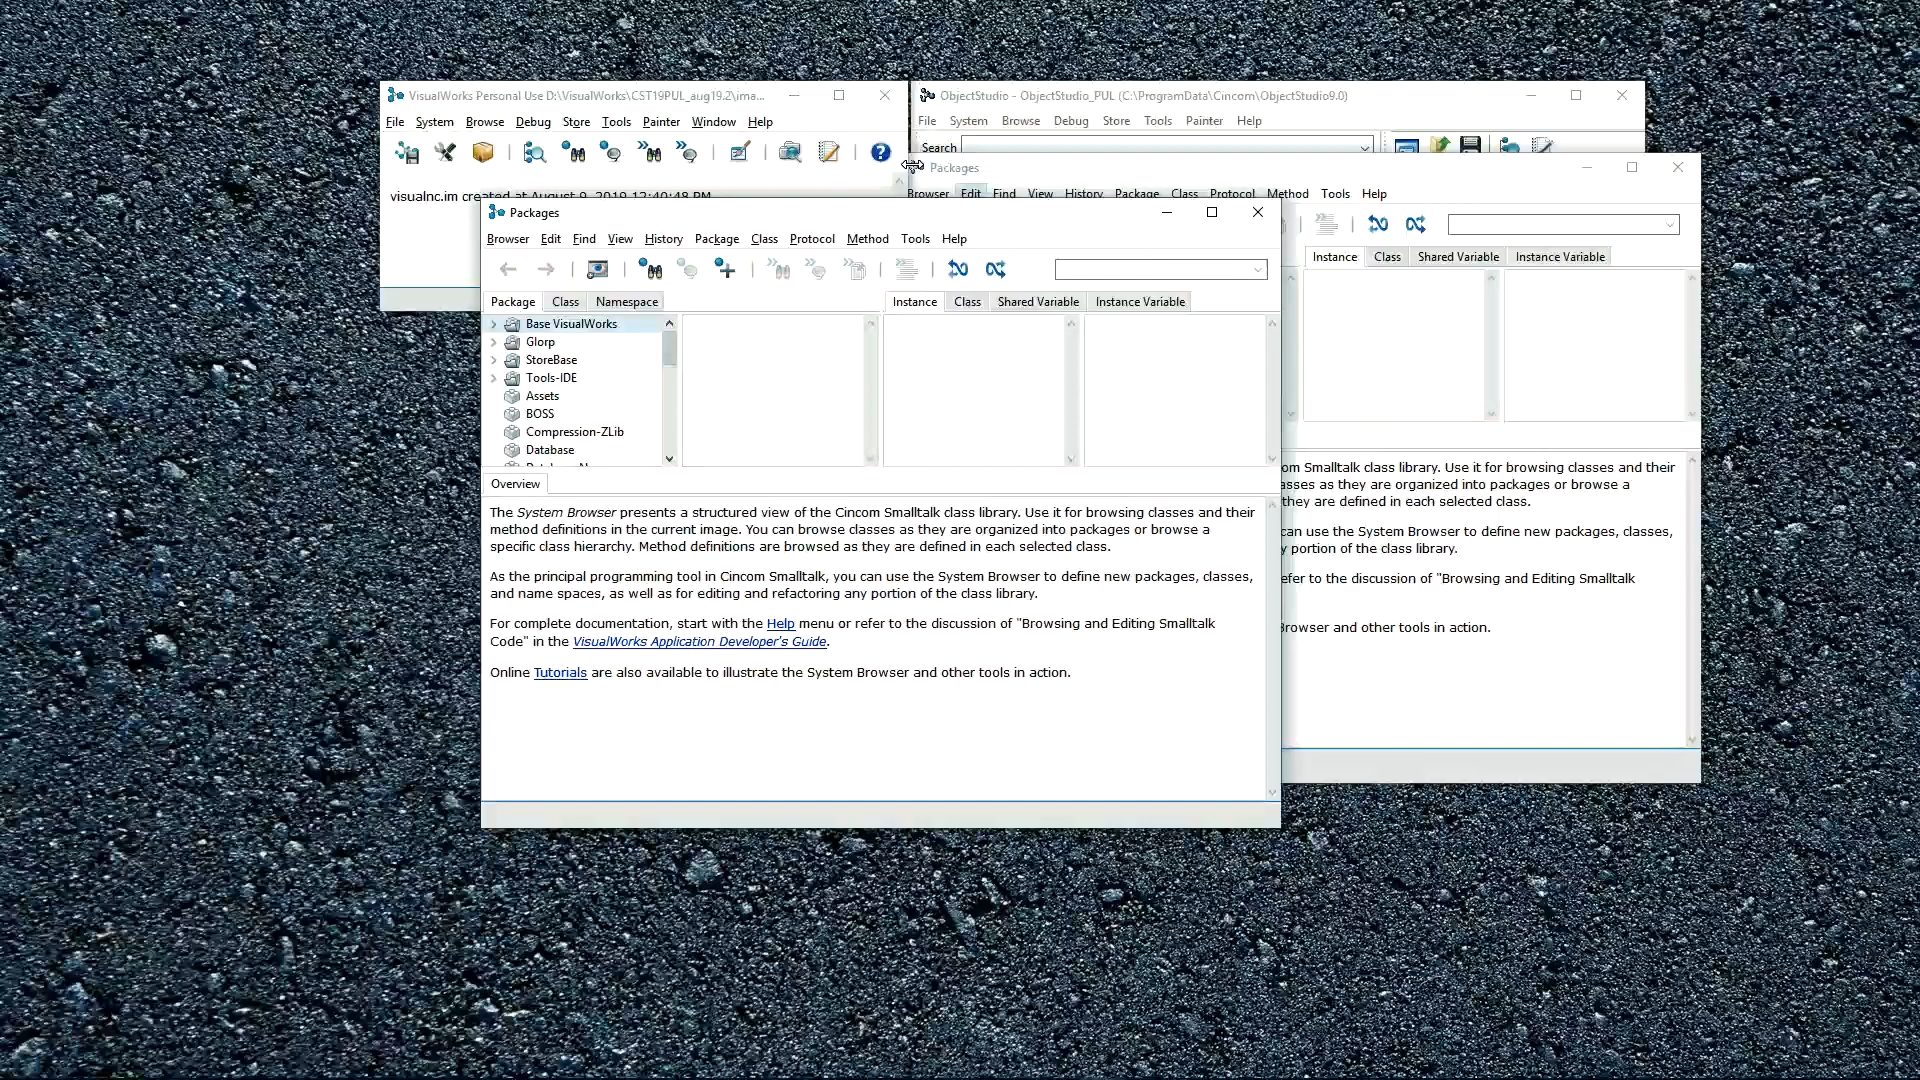 VisualWorks Personal Use D:\VisualWorks\CST19PUL_aug19.2\ima...
File System Browse Debug Store Tools Painter Window Help
visualnc.im created at August 9, 2019 12:40:48 PM
ObjectStudio - ObjectStudio_PUL (C:\ProgramData\Cincom\ObjectStudio9.0)
File System Browse Debug Store Tools Painter Help
Search
Packages
Browser Edit Find View History Package Class Protocol Method Tools Help
Instance Class Shared Variable Instance Variable
om Smalltalk class library. Use it for browsing classes and their
asses as they are organized into packages or browse a
they are defined in each selected class.
can use the System Browser to define new packages, classes,
y portion of the class library.
efer to the discussion of "Browsing and Editing Smalltalk
Browser and other tools in action.
Packages
Browser Edit Find View History Package Class Protocol Method Tools Help
Package Class Namespace
Instance Class Shared Variable Instance Variable
Base VisualWorks
Glorp
StoreBase
Tools-IDE
Assets
BOSS
Compression-ZLib
Database
Overview
The System Browser presents a structured view of the Cincom Smalltalk class library. Use it for browsing classes and their
method definitions in the current image. You can browse classes as they are organized into packages or browse a
specific class hierarchy. Method definitions are browsed as they are defined in each selected class.
As the principal programming tool in Cincom Smalltalk, you can use the System Browser to define new packages, classes,
and name spaces, as well as for editing and refactoring any portion of the class library.
For complete documentation, start with the Help menu or refer to the discussion of "Browsing and Editing Smalltalk
Code" in the VisualWorks Application Developer's Guide.
Online Tutorials are also available to illustrate the System Browser and other tools in action.